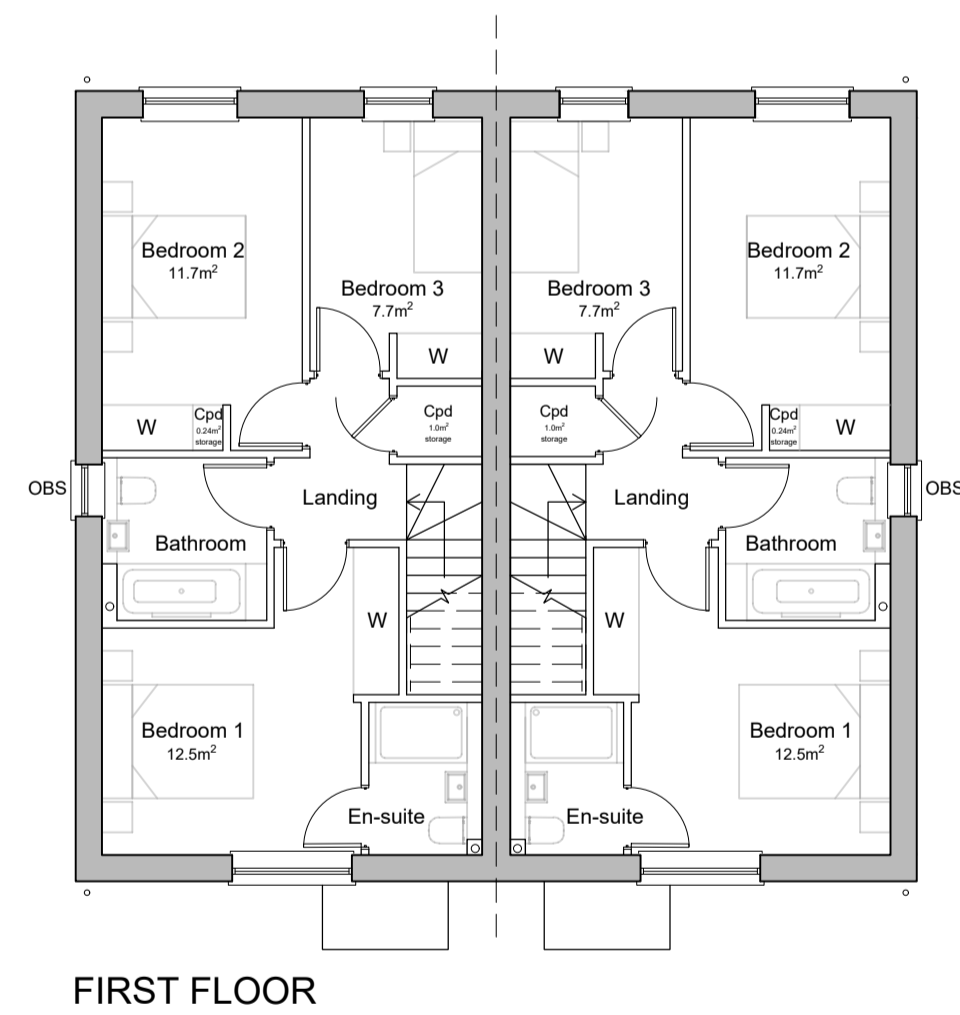 Bedroom 2
11.7m²
Bedroom 3
7.7m²
Bedroom 3
7.7m²
Bedroom 2
11.7m²
W
W
W
Cpd
0.24m²
storage
Cpd
1.0m²
storage
Cpd
1.0m²
storage
Cpd
0.24m²
storage
W
OBS
Landing
Landing
OBS
Bathroom
Bathroom
W
W
Bedroom 1
12.5m²
Bedroom 1
12.5m²
En-suite
En-suite
FIRST FLOOR